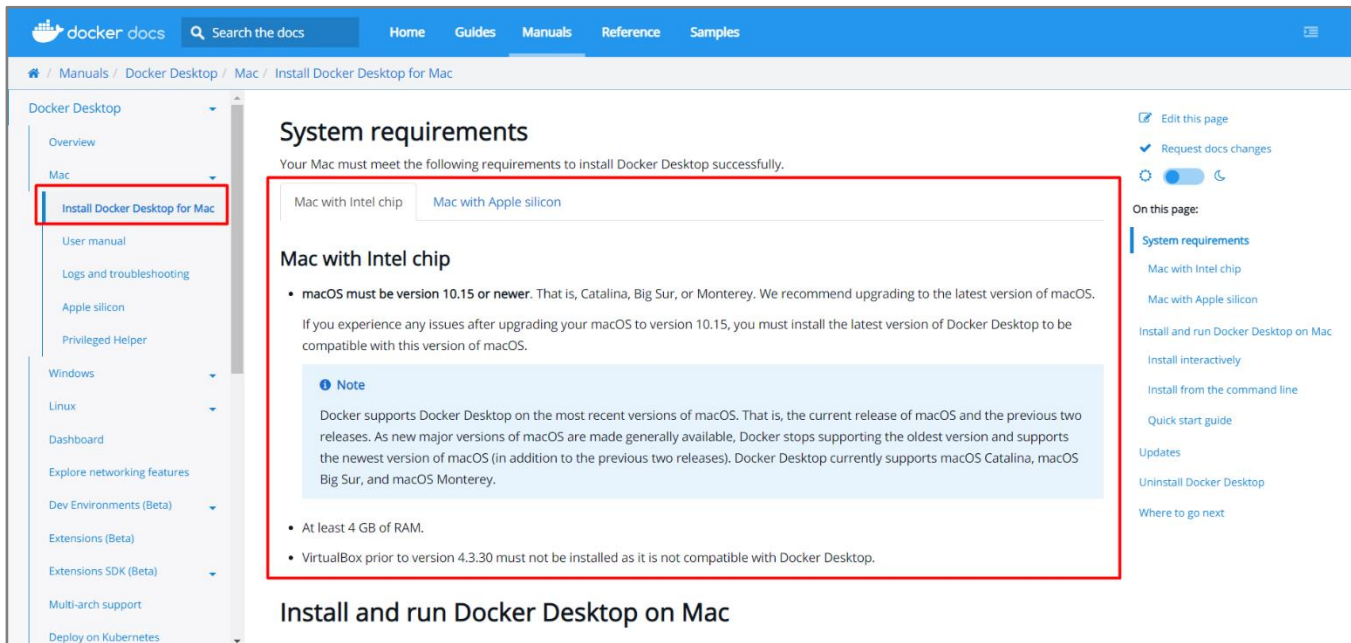 docker docs Search the docs Home Guides Manuals Reference Samples
/ Manuals / Docker Desktop / Mac / Install Docker Desktop for Mac
Docker Desktop
Overview
Mac
Install Docker Desktop for Mac
User manual
Logs and troubleshooting
Apple silicon
Privileged Helper
Windows
Linux
Dashboard
Explore networking features
Dev Environments (Beta)
Extensions (Beta)
Extensions SDK (Beta)
Multi-arch support
Deploy on Kubernetes
System requirements
Your Mac must meet the following requirements to install Docker Desktop successfully.
Mac with Intel chip Mac with Apple silicon
Mac with Intel chip
• macOS must be version 10.15 or newer. That is, Catalina, Big Sur, or Monterey. We recommend upgrading to the latest version of macOS.
If you experience any issues after upgrading your macOS to version 10.15, you must install the latest version of Docker Desktop to be
compatible with this version of macOS.
Note
Docker supports Docker Desktop on the most recent versions of macOS. That is, the current release of macOS and the previous two
releases. As new major versions of macOS are made generally available, Docker stops supporting the oldest version and supports
the newest version of macOS (in addition to the previous two releases). Docker Desktop currently supports macOS Catalina, macOS
Big Sur, and macOS Monterey.
• At least 4 GB of RAM.
• VirtualBox prior to version 4.3.30 must not be installed as it is not compatible with Docker Desktop.
Install and run Docker Desktop on Mac
Edit this page
Request docs changes
On this page:
System requirements
Mac with Intel chip
Mac with Apple silicon
Install and run Docker Desktop on Mac
Install interactively
Install from the command line
Quick start guide
Updates
Uninstall Docker Desktop
Where to go next